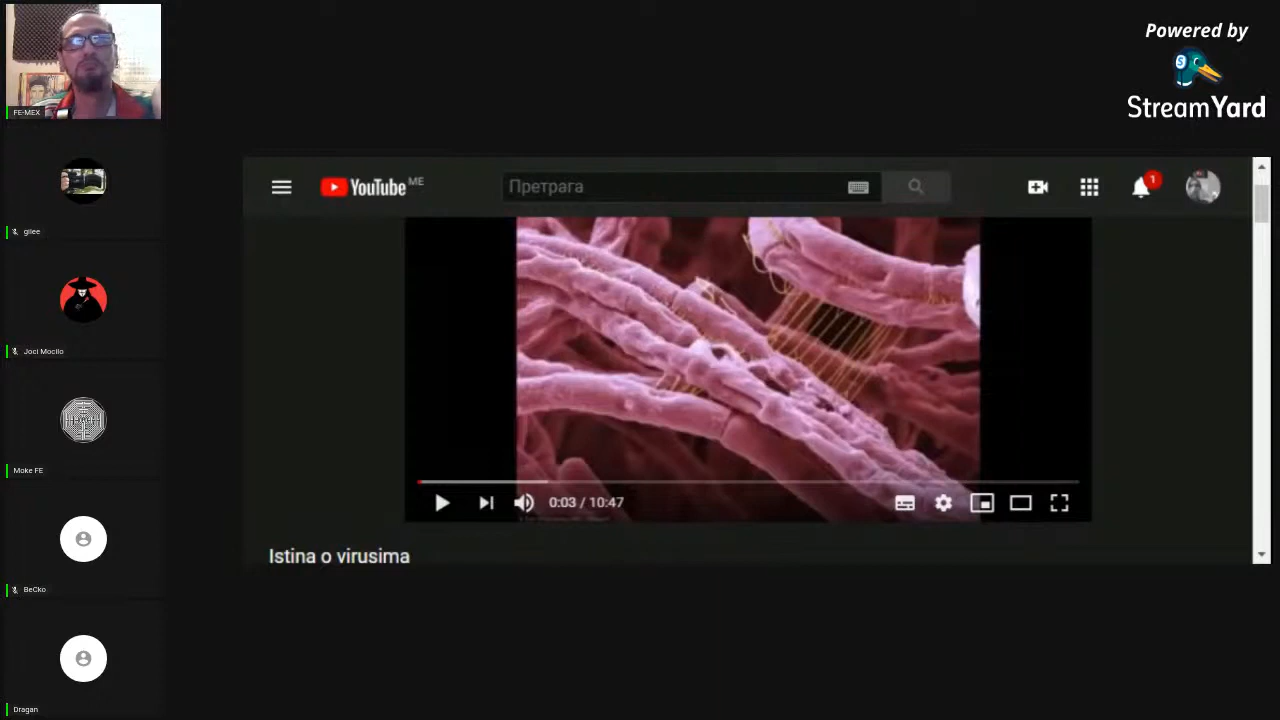 Powered by
StreamYard
FE-MEX
gilee
Joci Mocilo
Moke FE
BeCko
Dragan
YouTube ME
Претрага
1
0:03 / 10:47
Istina o virusima